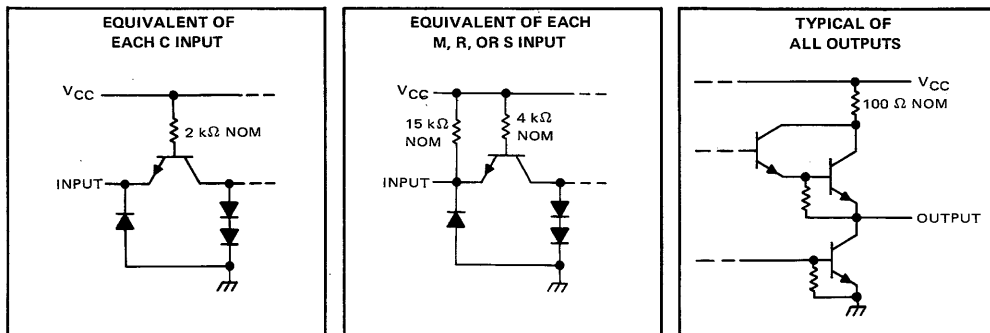 EQUIVALENT OF
EACH C INPUT
VCC
2 kΩ NOM
INPUT
EQUIVALENT OF EACH
M, R, OR S INPUT
VCC
15 kΩ
NOM
4 kΩ
NOM
INPUT
TYPICAL OF
ALL OUTPUTS
VCC
100 Ω NOM
OUTPUT